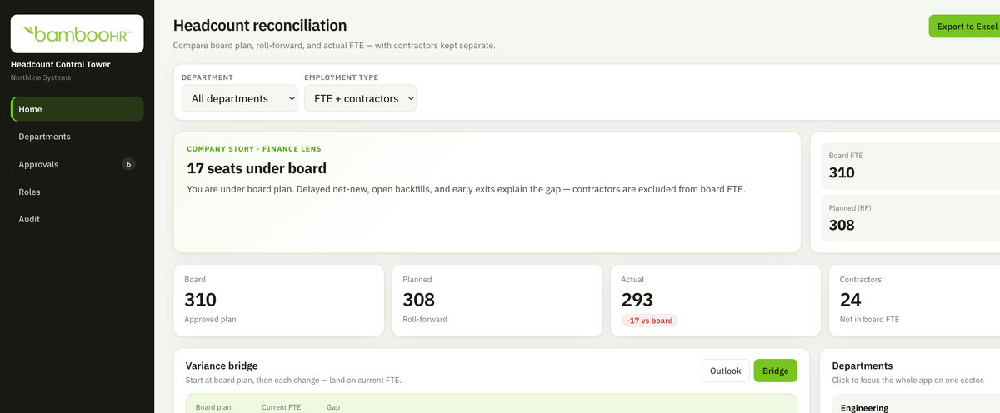 bambooHR™
Headcount Control Tower
Northline Systems
Home
Departments
Approvals 6
Roles
Audit
Headcount reconciliation
Compare board plan, roll-forward, and actual FTE — with contractors kept separate.
Export to Excel
DEPARTMENT EMPLOYMENT TYPE
All departments FTE + contractors
COMPANY STORY · FINANCE LENS
17 seats under board
You are under board plan. Delayed net-new, open backfills, and early exits explain the gap — contractors are excluded from board FTE.
Board FTE
310
Planned (RF)
308
Board
310
Approved plan
Planned
308
Roll-forward
Actual
293
-17 vs board
Contractors
24
Not in board FTE
Variance bridge
Start at board plan, then each change — land on current FTE.
Outlook Bridge
Board plan Current FTE Gap
Departments
Click to focus the whole app on one sector.
Engineering